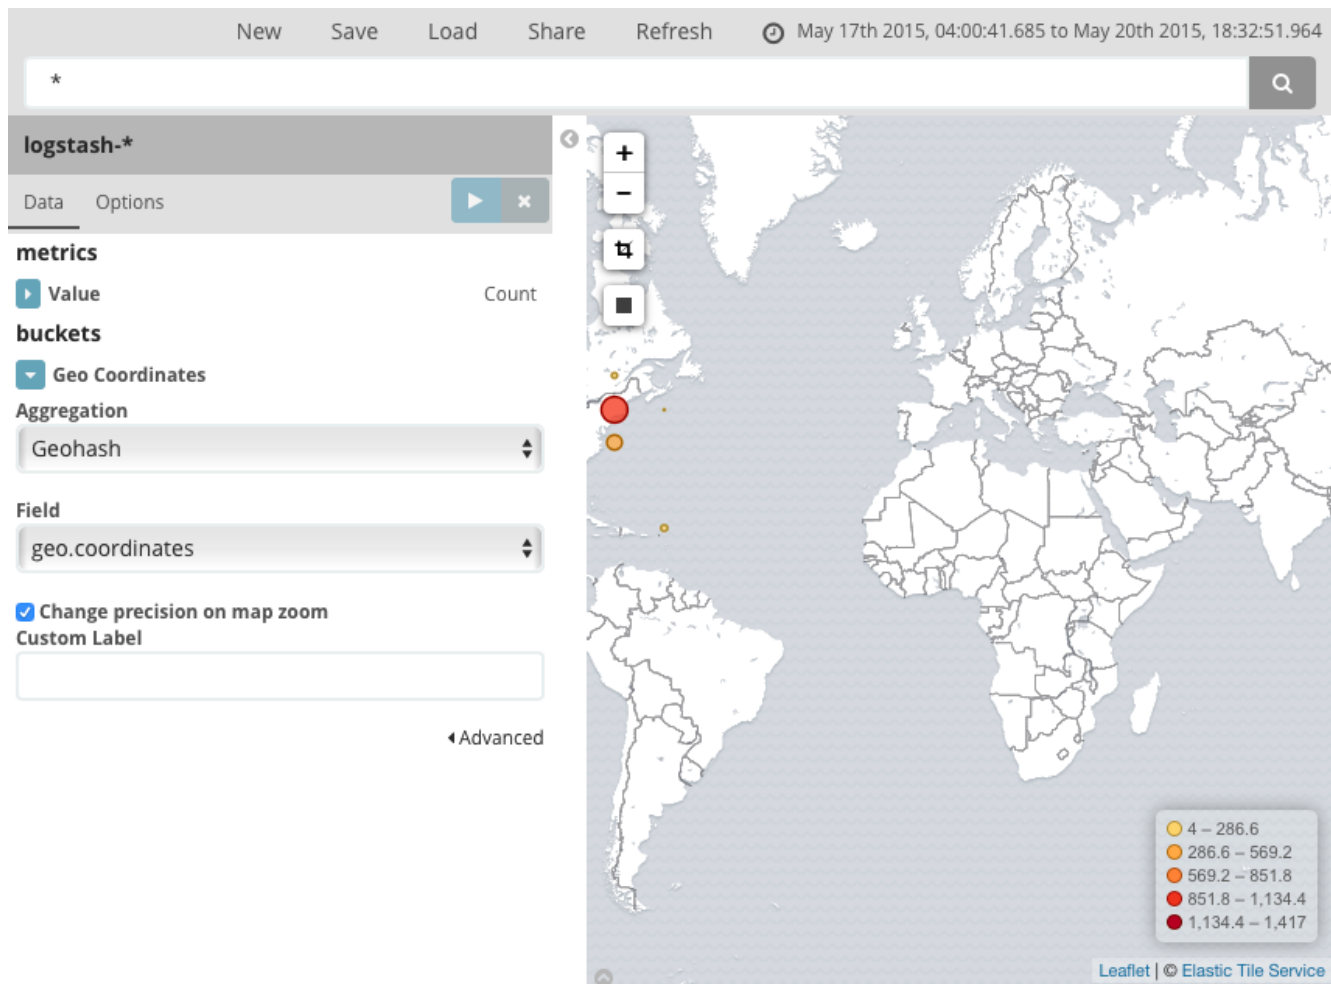 New Save Load Share Refresh May 17th 2015, 04:00:41.685 to May 20th 2015, 18:32:51.964
*
logstash-*
Data Options
metrics
Value Count
buckets
Geo Coordinates
Aggregation
Geohash
Field
geo.coordinates
Change precision on map zoom
Custom Label
Advanced
+
−
4 – 286.6
286.6 – 569.2
569.2 – 851.8
851.8 – 1,134.4
1,134.4 – 1,417
Leaflet | © Elastic Tile Service